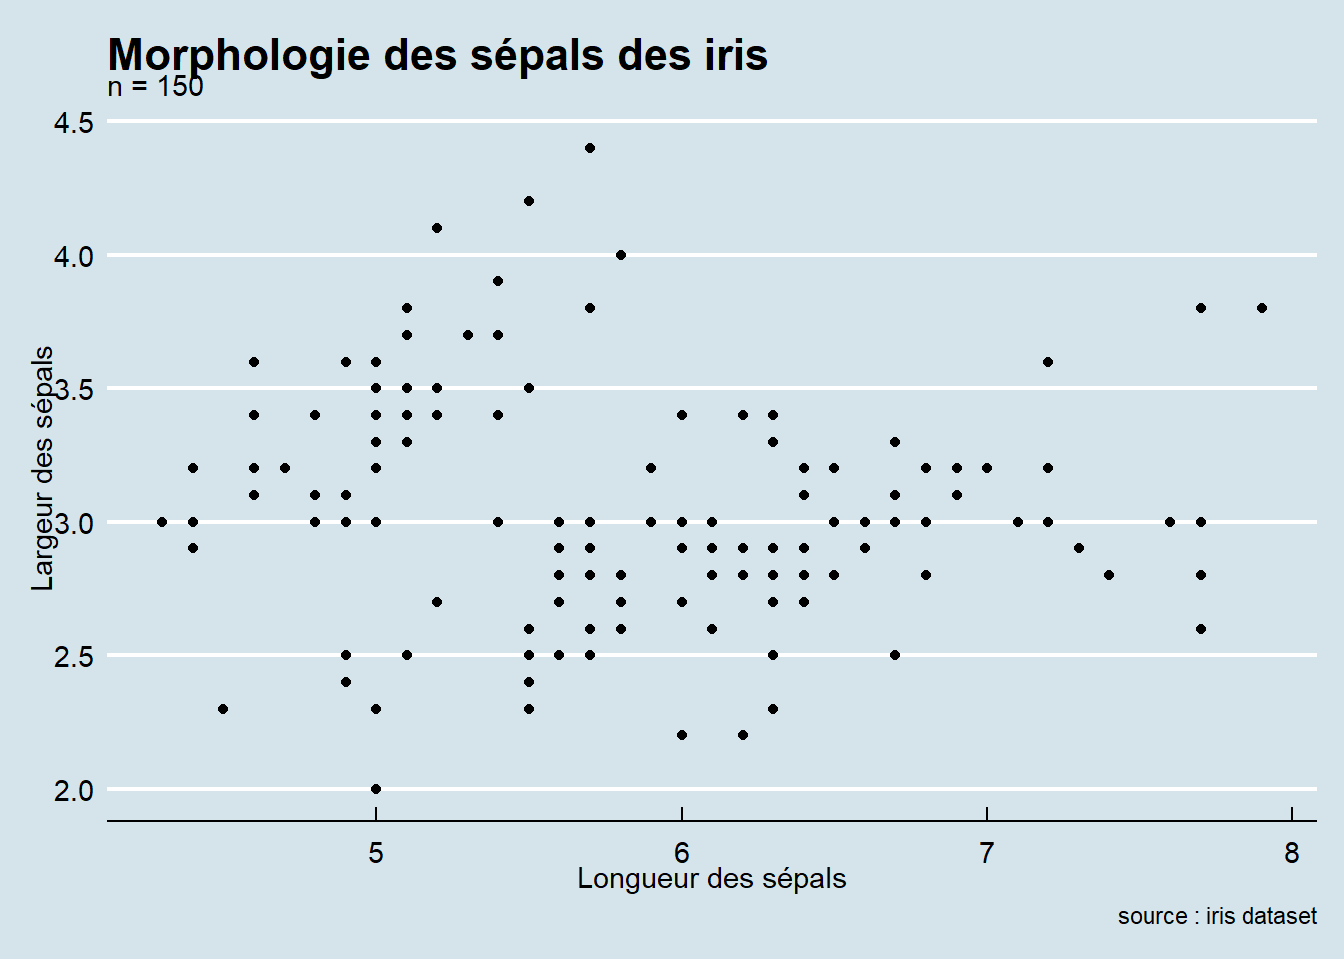 Morphologie des sépals des iris
n = 150
4.5
4.0
3.5
3.0
2.5
2.0
Largeur des sépals
5 6 7 8
Longueur des sépals
source : iris dataset